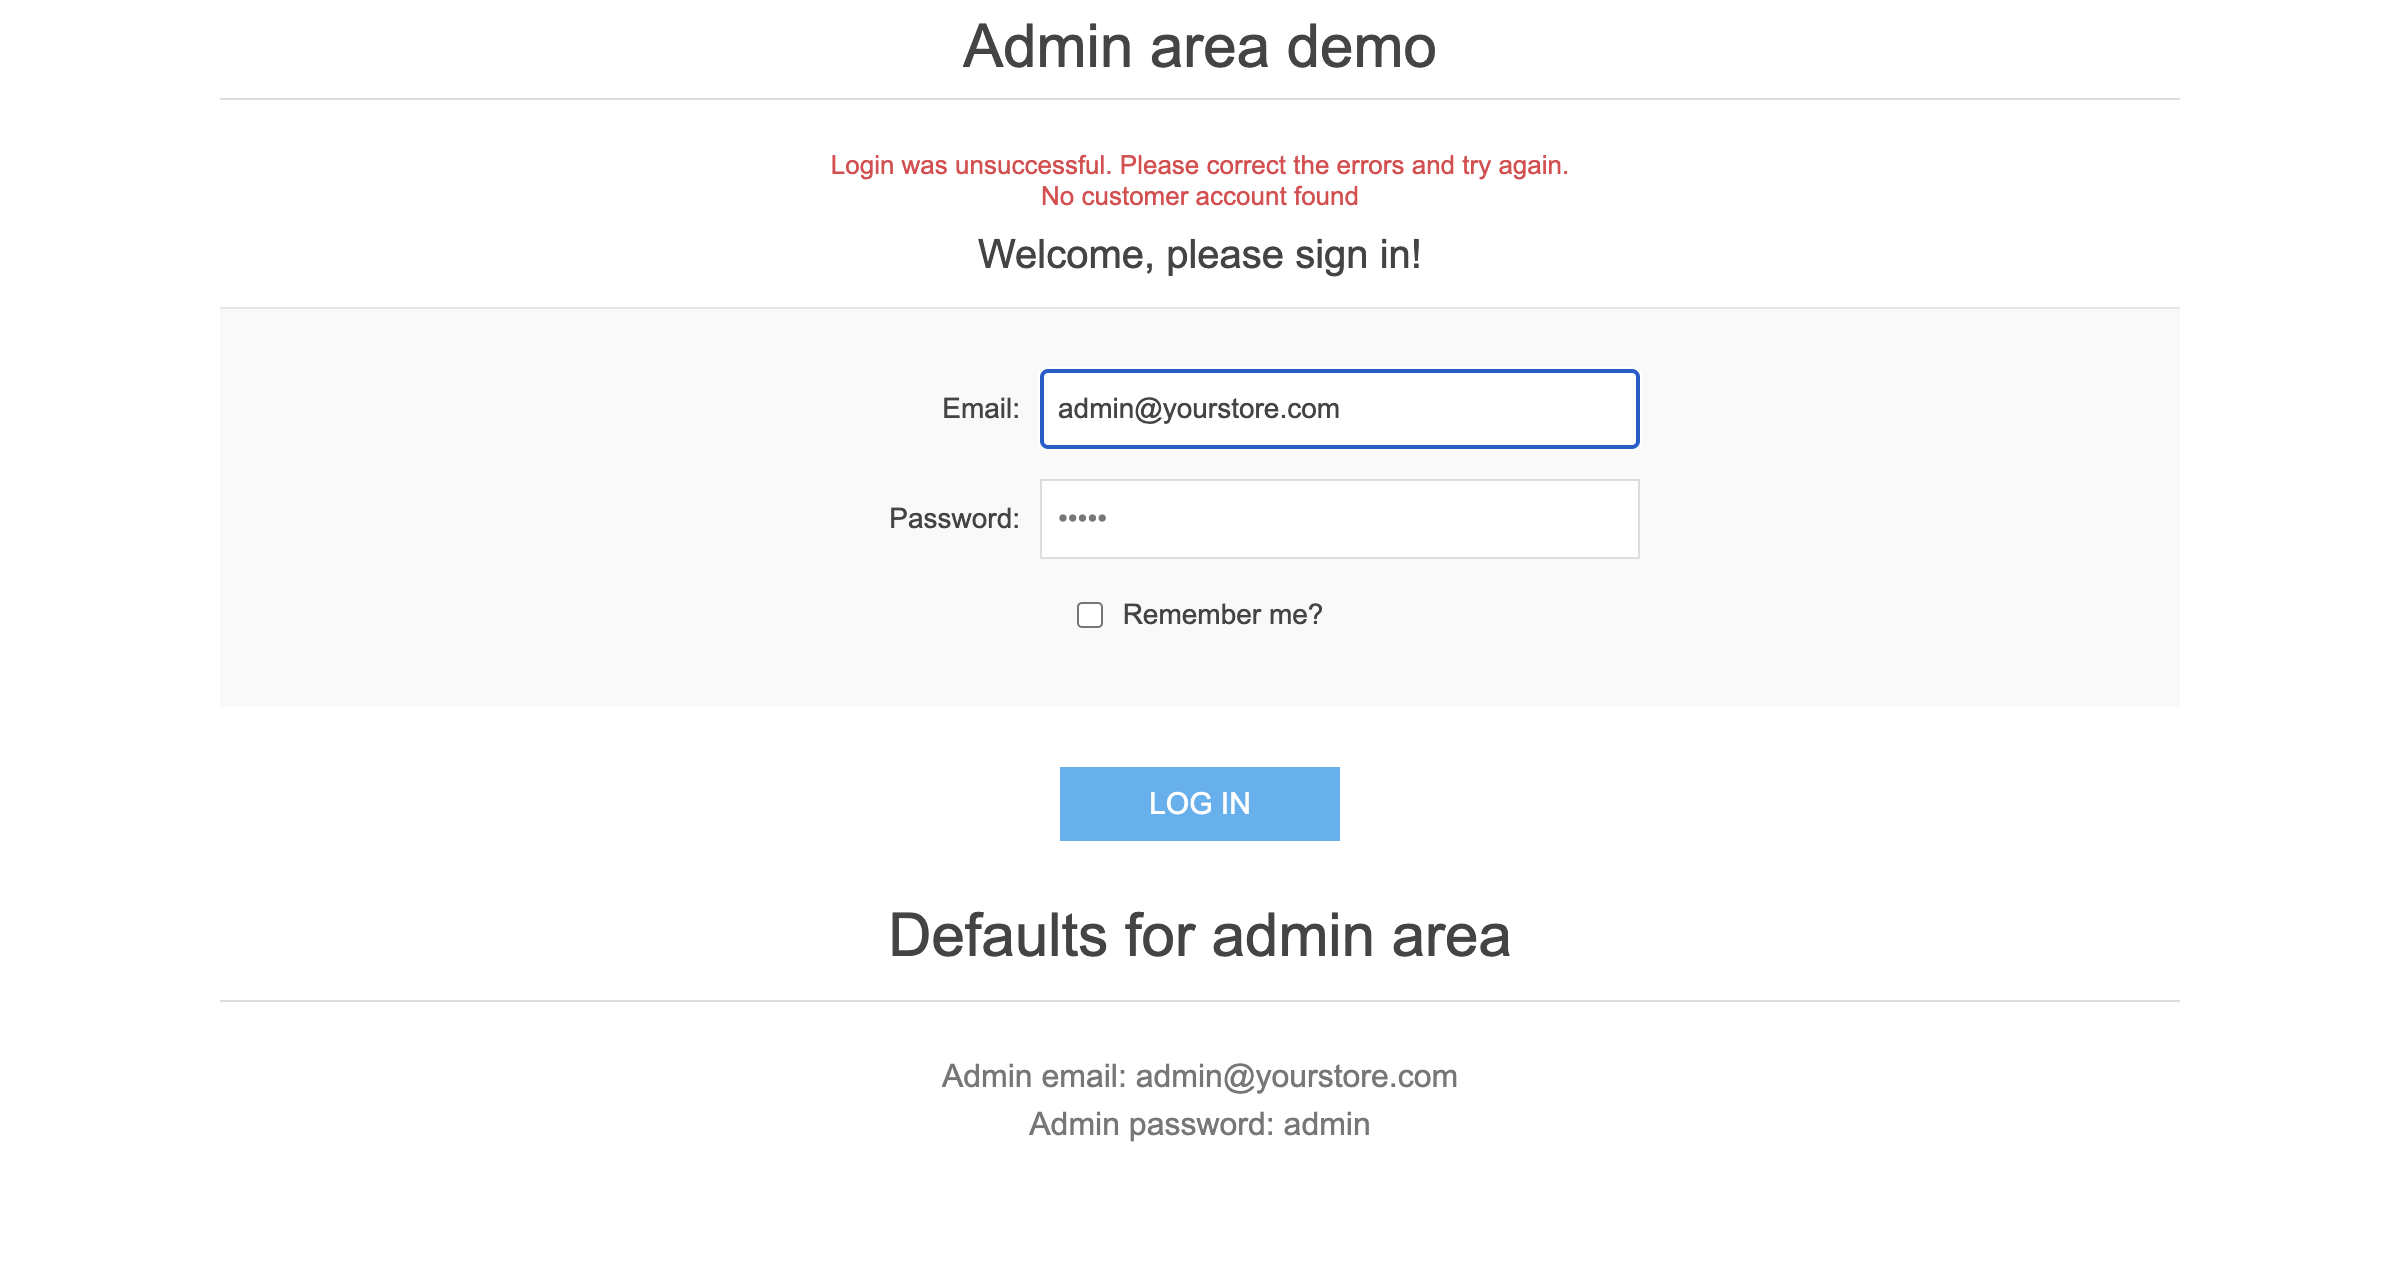 Admin area demo
Login was unsuccessful. Please correct the errors and try again.
No customer account found
Welcome, please sign in!
Email: admin@yourstore.com
Password: •••••
Remember me?
LOG IN
Defaults for admin area
Admin email: admin@yourstore.com
Admin password: admin